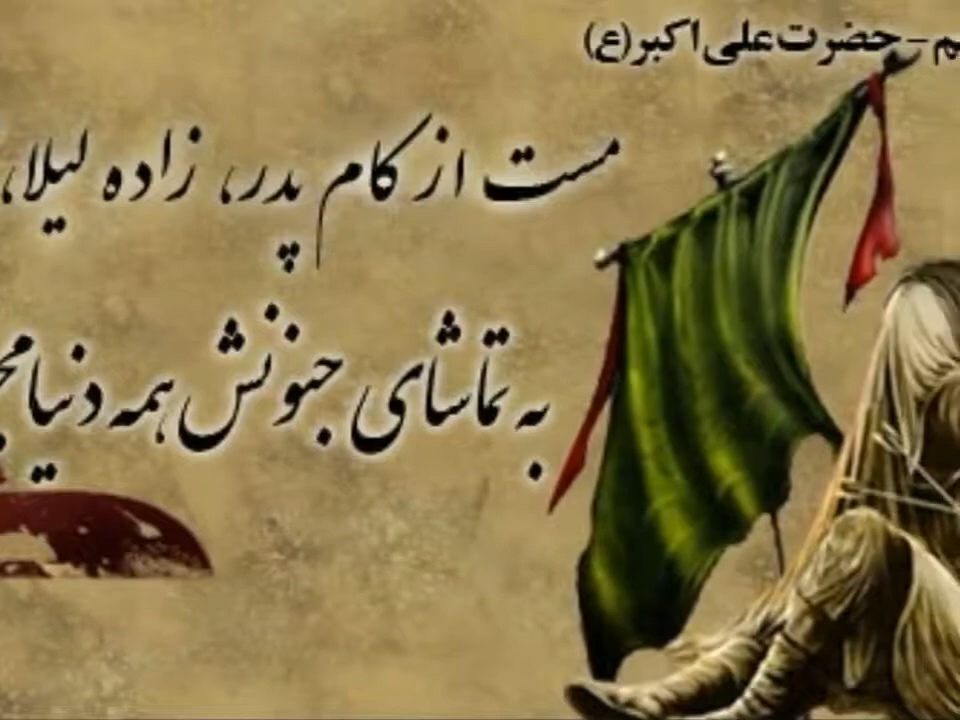 حضرت علی اکبر(ع)
مست از کام پدر، زاده لیلا،
به تماشای جنونش همه دنیا